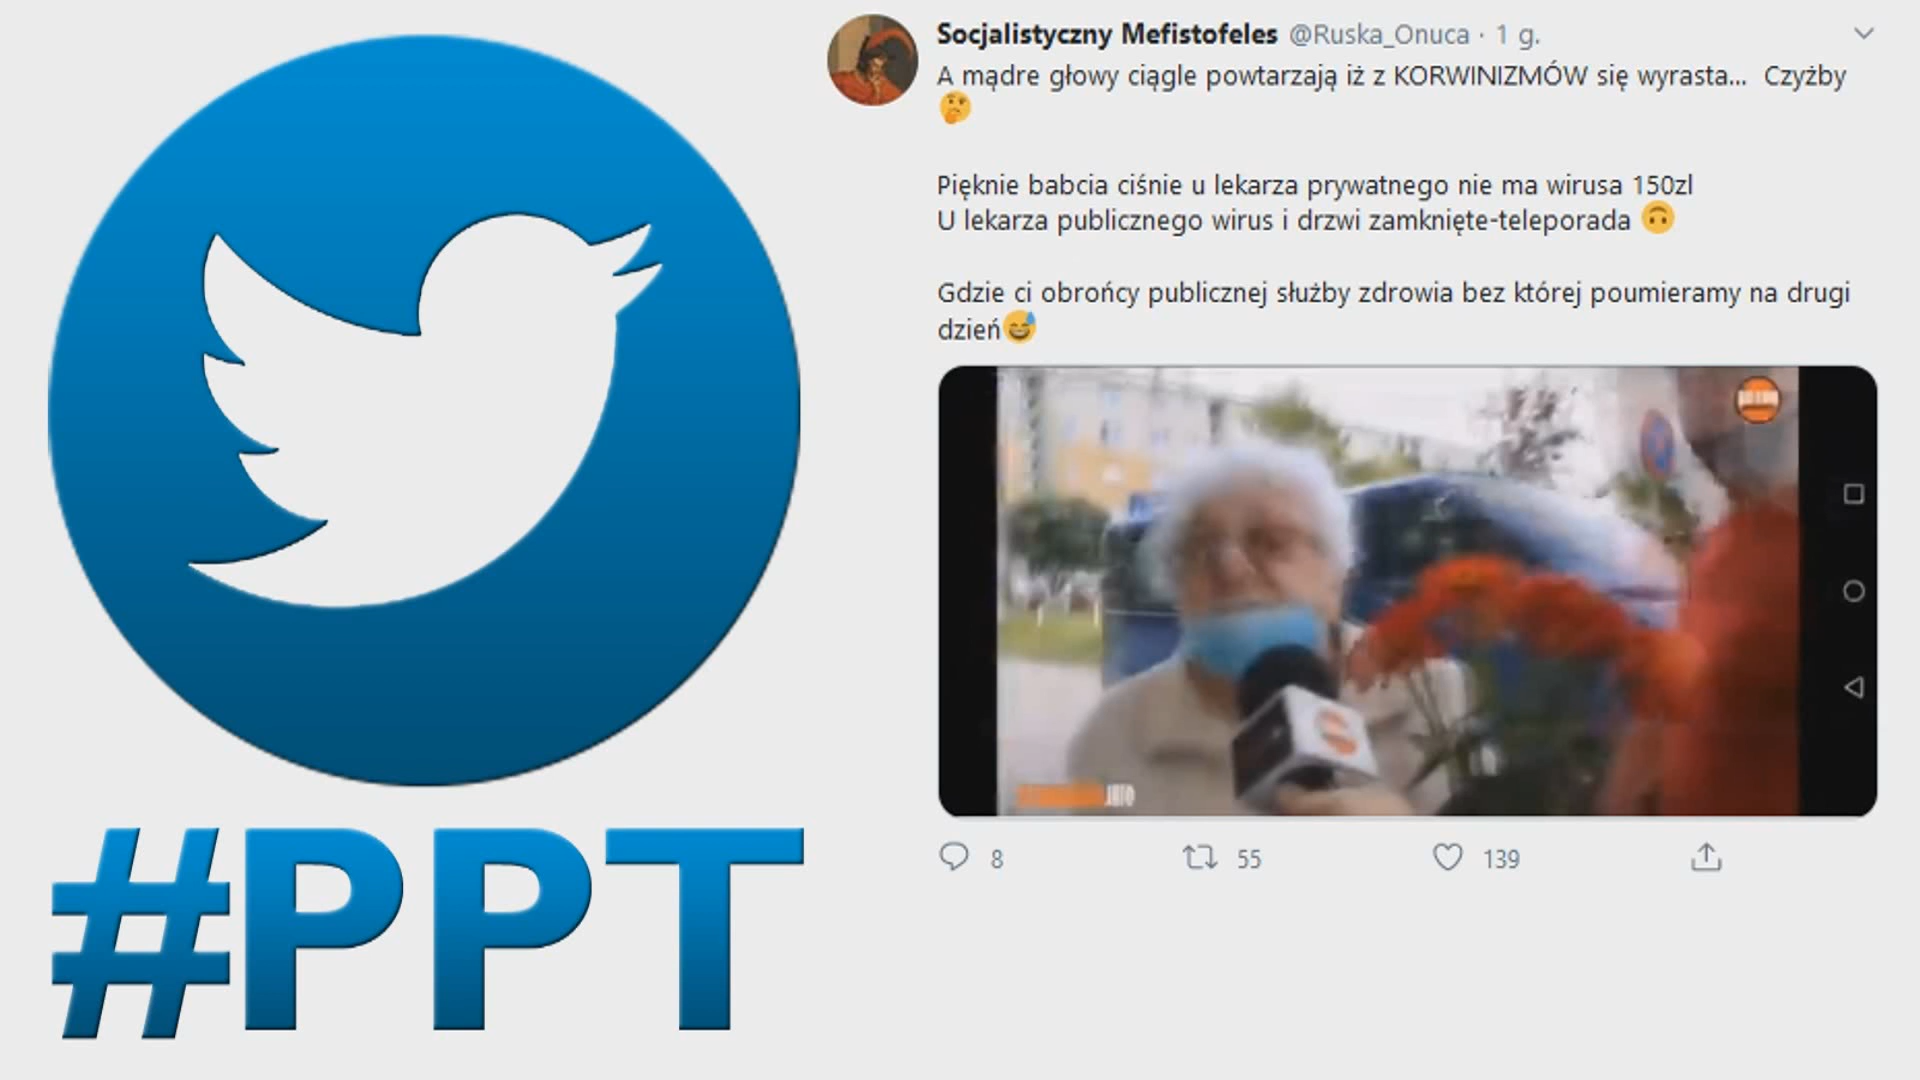 Socjalistyczny Mefistofeles @Ruska_Onuca · 1 g.
A mądre głowy ciągle powtarzają iż z KORWINIZMÓW się wyrasta... Czyżby
🤔
Pięknie babcia ciśnie u lekarza prywatnego nie ma wirusa 150zl
U lekarza publicznego wirus i drzwi zamknięte-teleporada 🙃
Gdzie ci obrońcy publicznej służby zdrowia bez której poumieramy na drugi
dzień😅
8 55 139
#PPT